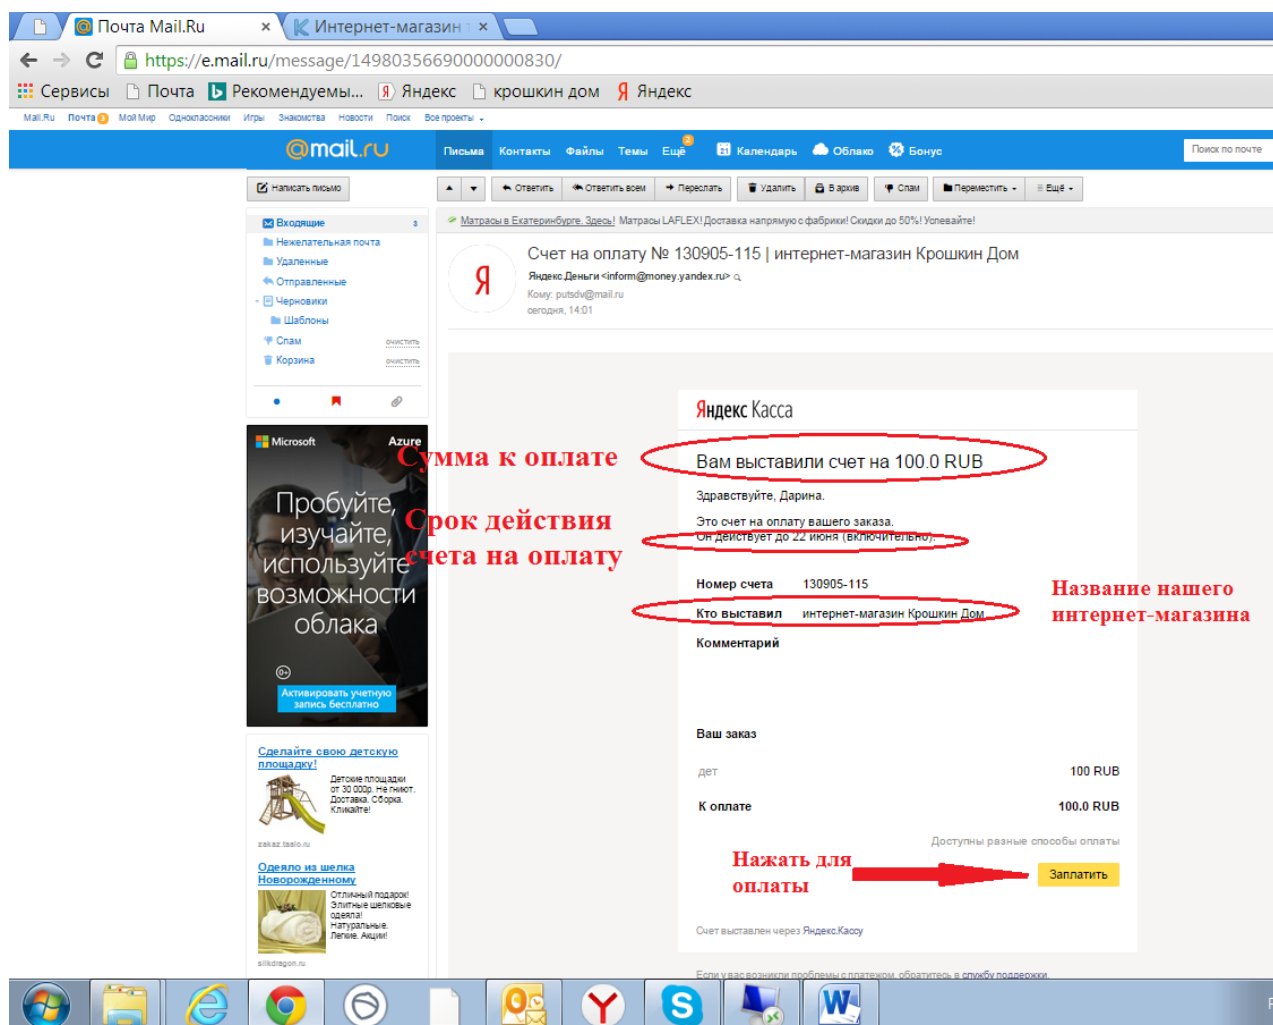 Почта Mail.Ru
Интернет-магазин т
https://e.mail.ru/message/14980356690000000830/
Сервисы Почта Рекомендуемы... Яндекс крошкин дом Яндекс
Mail.Ru Почта 3 Мой Мир Одноклассники Игры Знакомства Новости Поиск Все проекты
@mail.ru
Письма Контакты Файлы Темы Ещё 2 21 Календарь Облако Бонус
Поиск по почте
Написать письмо
Ответить Ответить всем Переслать Удалить В архив Спам Переместить Ещё
Входящие 3
Нежелательная почта
Удаленные
Отправленные
Черновики
Шаблоны
Спам очистить
Корзина очистить
Матрасы в Екатеринбурге. Здесь! Матрасы LAFLEX! Доставка напрямую с фабрики! Скидки до 50%! Успевайте!
Счет на оплату № 130905-115 | интернет-магазин Крошкин Дом
Я
Яндекс.Деньги <inform@money.yandex.ru>
Кому: putsdv@mail.ru
сегодня, 14:01
Яндекс Касса
Сумма к оплате
Вам выставили счет на 100.0 RUB
Здравствуйте, Дарина.
Срок действия
счета на оплату
Это счет на оплату вашего заказа.
Он действует до 22 июня (включительно).
Номер счета 130905-115
Кто выставил интернет-магазин Крошкин Дом
Название нашего
интернет-магазина
Комментарий
Ваш заказ
дет 100 RUB
К оплате 100.0 RUB
Доступны разные способы оплаты
Нажать для
оплаты
Заплатить
Счет выставлен через Яндекс.Кассу
Если у вас возникли проблемы с платежом, обратитесь в службу поддержки.
Microsoft Azure
Пробуйте,
изучайте,
используйте
возможности
облака
0+
Активировать учетную
запись бесплатно
Сделайте свою детскую
площадку!
Детские площадки
от 30 000р. Не гниют.
Доставка. Сборка.
Кликайте!
zakaz.taalo.ru
Одеяло из шелка
Новорожденному
Отличный подарок!
Элитные шелковые
одеяла!
Натуральные.
Легкие. Акции!
silkdragon.ru